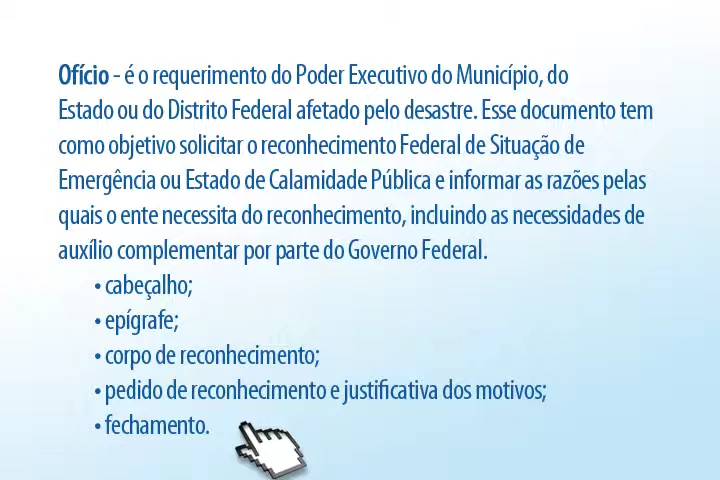 Ofício - é o requerimento do Poder Executivo do Município, do
Estado ou do Distrito Federal afetado pelo desastre. Esse documento tem
como objetivo solicitar o reconhecimento Federal de Situação de
Emergência ou Estado de Calamidade Pública e informar as razões pelas
quais o ente necessita do reconhecimento, incluindo as necessidades de
auxílio complementar por parte do Governo Federal.
• cabeçalho;
• epígrafe;
• corpo de reconhecimento;
• pedido de reconhecimento e justificativa dos motivos;
• fechamento.